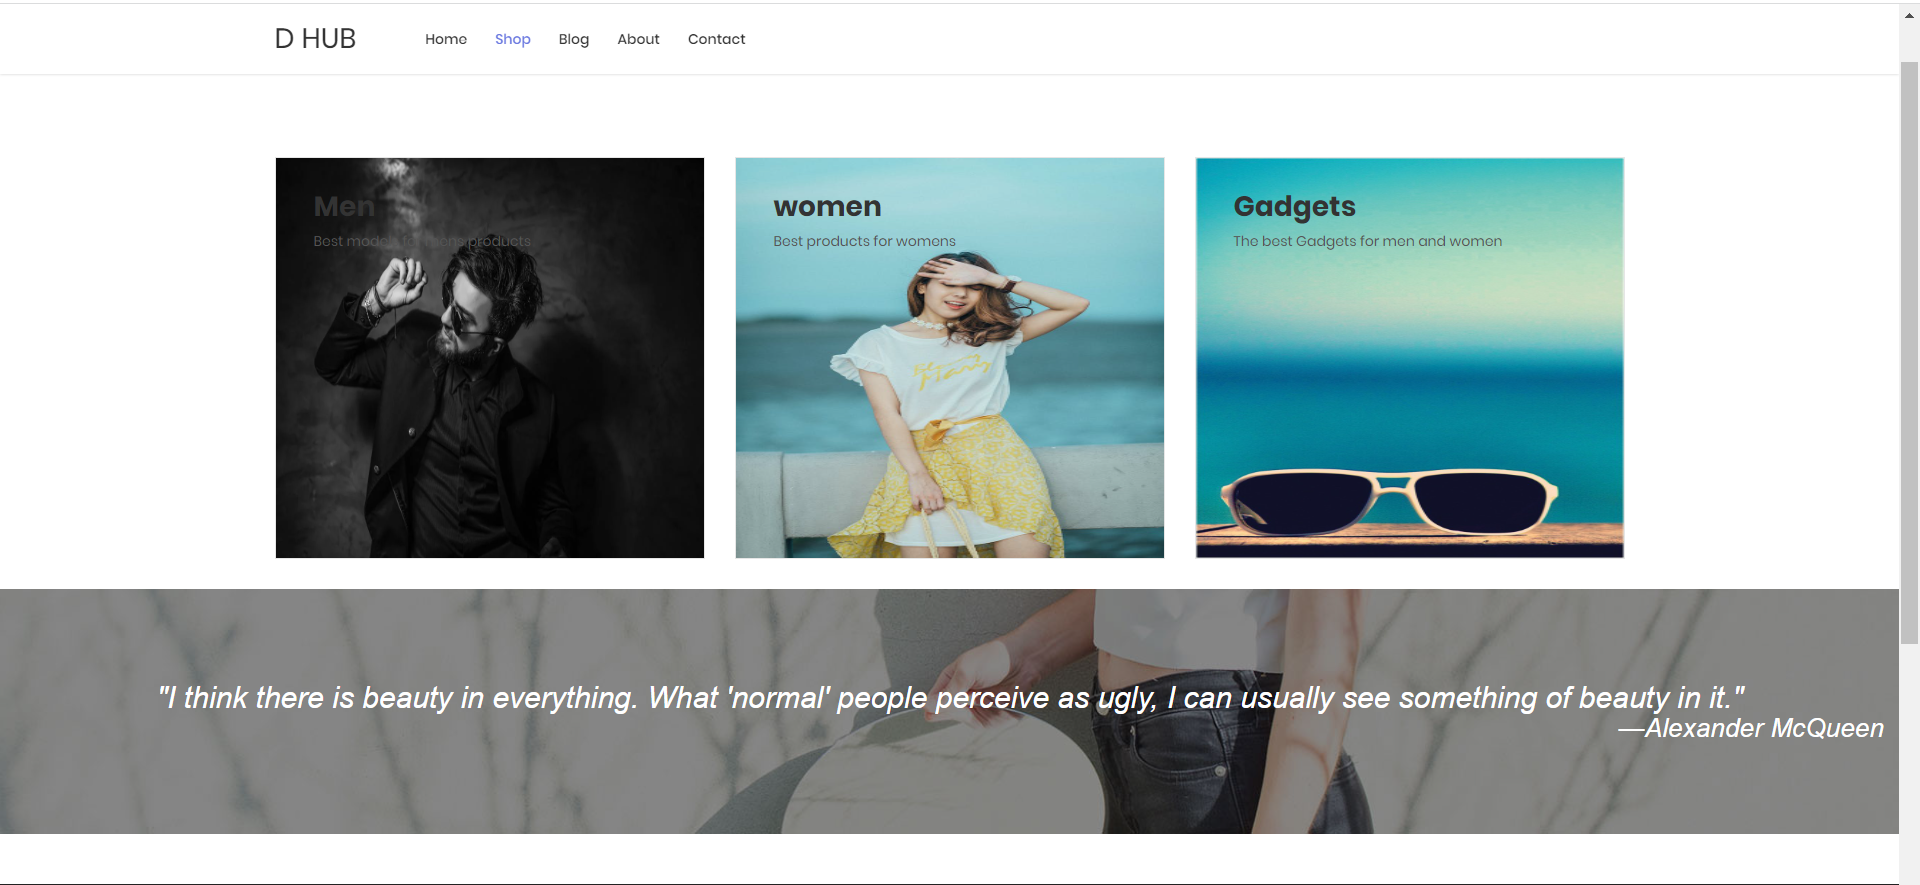 D HUB
Home Shop Blog About Contact
Men
Best models for mens products
women
Best products for womens
Gadgets
The best Gadgets for men and women
"I think there is beauty in everything. What 'normal' people perceive as ugly, I can usually see something of beauty in it."
—Alexander McQueen